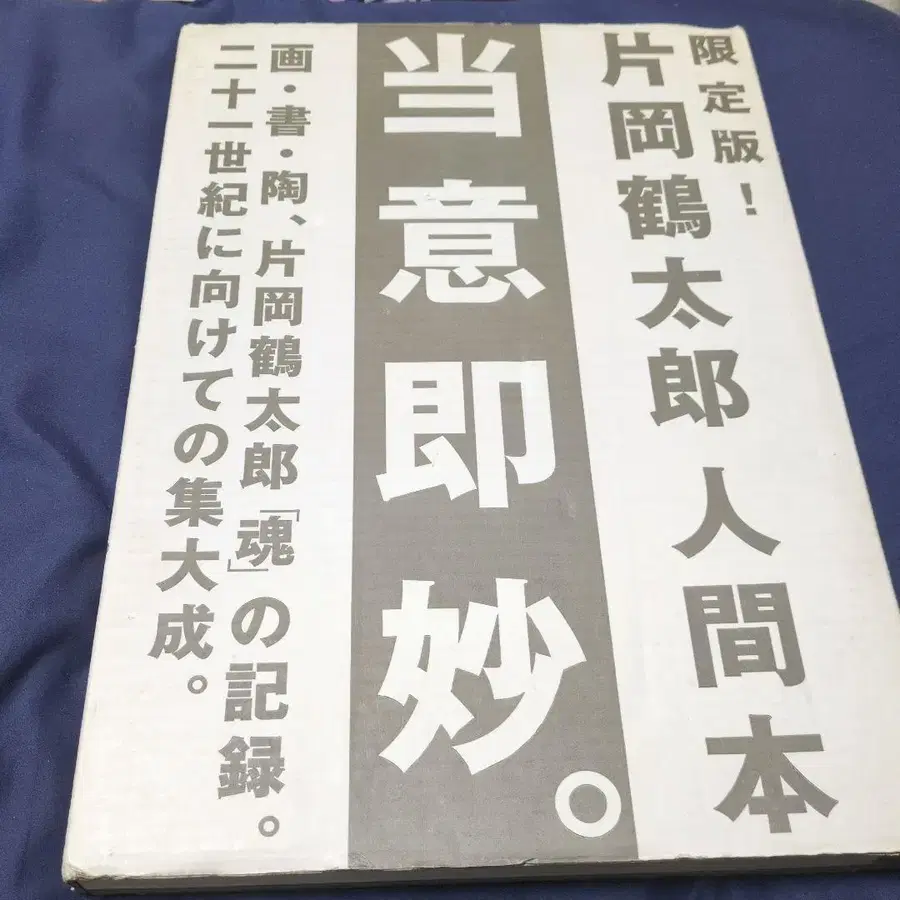 限定版!
片岡鶴太郎 人間本
当意即妙。
画・書・陶、片岡鶴太郎「魂」の記録。
二十一世紀に向けての集大成。